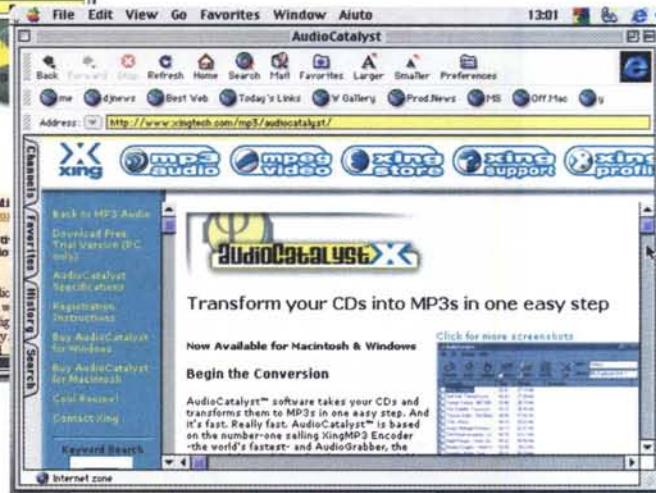 File Edit View Go Favorites Window Aiuto 13:01
AudioCatalyst
Back Forward Stop Refresh Home Search Mail Favorites Larger Smaller Preferences
me djnews Best Web Today's Links W Gallery Prod.News MS Off.Mac
Address: http://www.xingtech.com/mp3/audiocatalyst/
Channels
Favorites
History
Search
xing
mp3 audio
mpeg video
xing store
xing support
xing profil
Back to MP3 Audio
Download Free
Trial Version (PC
only)
AudioCatalyst
Specifications
Registration
Instructions
Buy AudioCatalyst
for Windows
Buy AudioCatalyst
for Macintosh
Cool Review!
Contact Xing
Keyword Search
AudioCatalyst X
Transform your CDs into MP3s in one easy step
Now Available for Macintosh & Windows
Begin the Conversion
AudioCatalyst™ software takes your CDs and
transforms them to MP3s in one easy step. And
it's fast. Really fast. AudioCatalyst™ is based
on the number-one selling XingMP3 Encoder
-the world's fastest- and AudioGrabber, the
Click for more screenshots
Internet zone